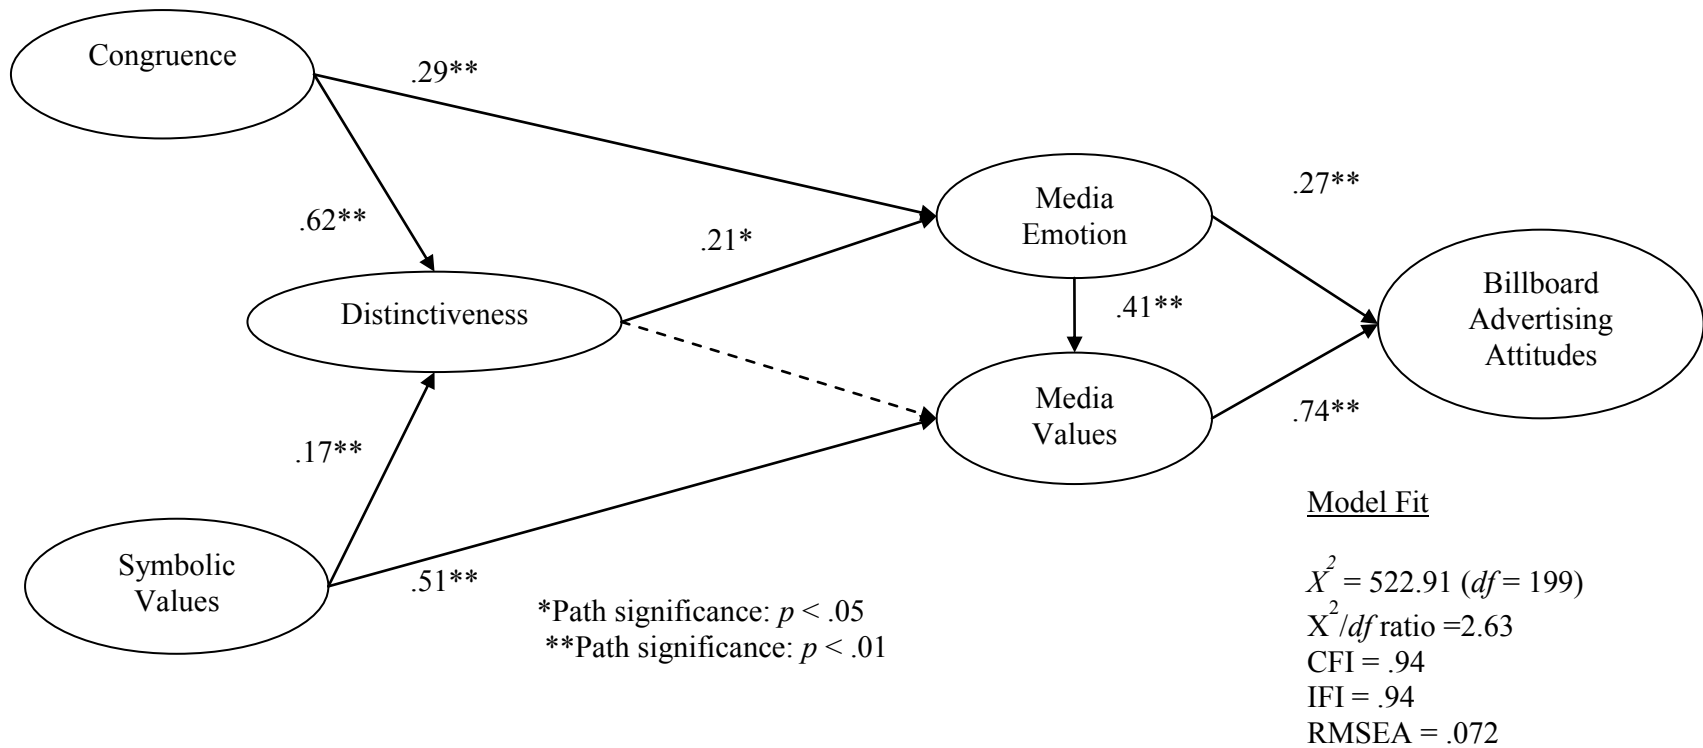 Congruence
.29**
.62**
.21*
Media
Emotion
.27**
Distinctiveness
.41**
Billboard
Advertising
Attitudes
Media
Values
.74**
.17**
Symbolic
Values
.51**
*Path significance: p < .05
**Path significance: p < .01
Model Fit
X² = 522.91 (df = 199)
X²/df ratio =2.63
CFI = .94
IFI = .94
RMSEA = .072